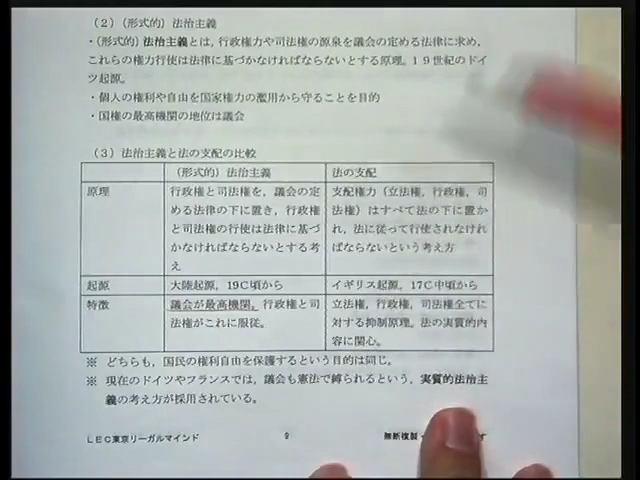 (2)(形式的)法治主義
・(形式的)法治主義とは,行政権力や司法権の源泉を議会の定める法律に求め,
これらの権力行使は法律に基づかなければならないとする原理。19世紀のドイ
ツ起源。
・個人の権利や自由を国家権力の濫用から守ることを目的
・国権の最高機関の地位は議会
(3)法治主義と法の支配の比較
(形式的)法治主義 法の支配
原理
行政権と司法権を,議会の定
める法律の下に置き,行政権
と司法権の行使は法律に基づ
かなければならないとする考
え
支配権力(立法権,行政権,司
法権)はすべて法の下に置か
れ,法に従って行使されなけれ
ばならないという考え方
起源 大陸起源,19C頃から イギリス起源。17C中頃から
特徴
議会が最高機関。行政権と司
法権がこれに服従。
立法権,行政権,司法権全てに
対する抑制原理。法の実質的内
容に関心。
※ どちらも,国民の権利自由を保護するという目的は同じ。
※ 現在のドイツやフランスでは,議会も憲法で縛られるという,実質的法治主
義の考え方が採用されている。
LEC東京リーガルマインド 9 無断複製